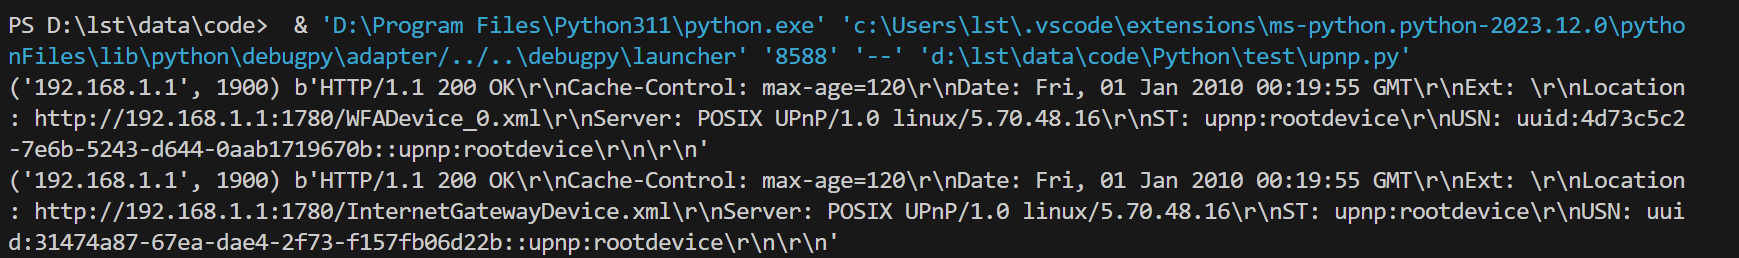 PS D:\lst\data\code>  & 'D:\Program Files\Python311\python.exe' 'c:\Users\lst\.vscode\extensions\ms-python.python-2023.12.0\pytho
nFiles\lib\python\debugpy\adapter/../..\debugpy\launcher' '8588' '--' 'd:\lst\data\code\Python\test\upnp.py'
('192.168.1.1', 1900) b'HTTP/1.1 200 OK\r\nCache-Control: max-age=120\r\nDate: Fri, 01 Jan 2010 00:19:55 GMT\r\nExt: \r\nLocation
: http://192.168.1.1:1780/WFADevice_0.xml\r\nServer: POSIX UPnP/1.0 linux/5.70.48.16\r\nST: upnp:rootdevice\r\nUSN: uuid:4d73c5c2
-7e6b-5243-d644-0aab1719670b::upnp:rootdevice\r\n\r\n'
('192.168.1.1', 1900) b'HTTP/1.1 200 OK\r\nCache-Control: max-age=120\r\nDate: Fri, 01 Jan 2010 00:19:55 GMT\r\nExt: \r\nLocation
: http://192.168.1.1:1780/InternetGatewayDevice.xml\r\nServer: POSIX UPnP/1.0 linux/5.70.48.16\r\nST: upnp:rootdevice\r\nUSN: uui
d:31474a87-67ea-dae4-2f73-f157fb06d22b::upnp:rootdevice\r\n\r\n'